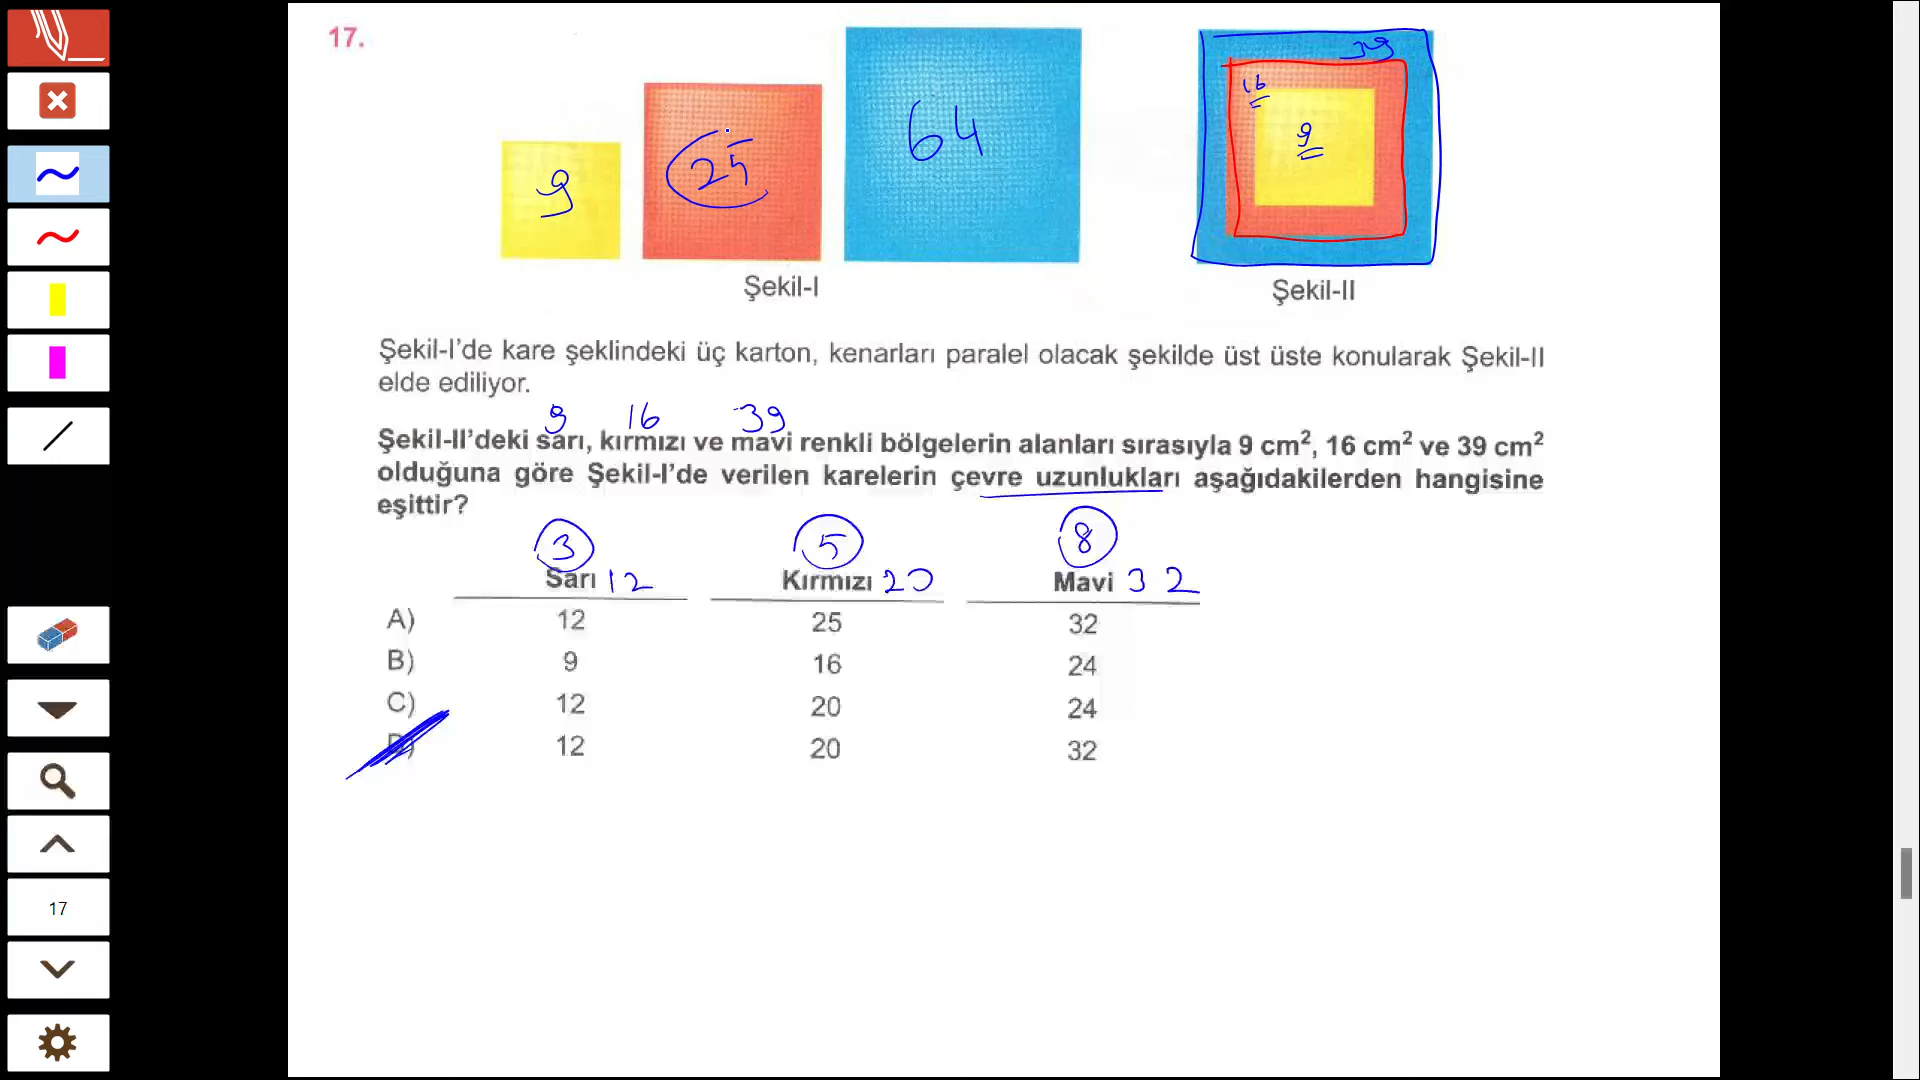 17.
9
25
64
39
16
9
Şekil-I
Şekil-II
Şekil-I'de kare şeklindeki üç karton, kenarları paralel olacak şekilde üst üste konularak Şekil-II
elde ediliyor.
9 16 39
Şekil-II'deki sarı, kırmızı ve mavi renkli bölgelerin alanları sırasıyla 9 cm², 16 cm² ve 39 cm²
olduğuna göre Şekil-I'de verilen karelerin çevre uzunlukları aşağıdakilerden hangisine
eşittir?
3 5 8
Sarı 12 Kırmızı 20 Mavi 32
A) 12 25 32
B) 9 16 24
C) 12 20 24
D) 12 20 32
17